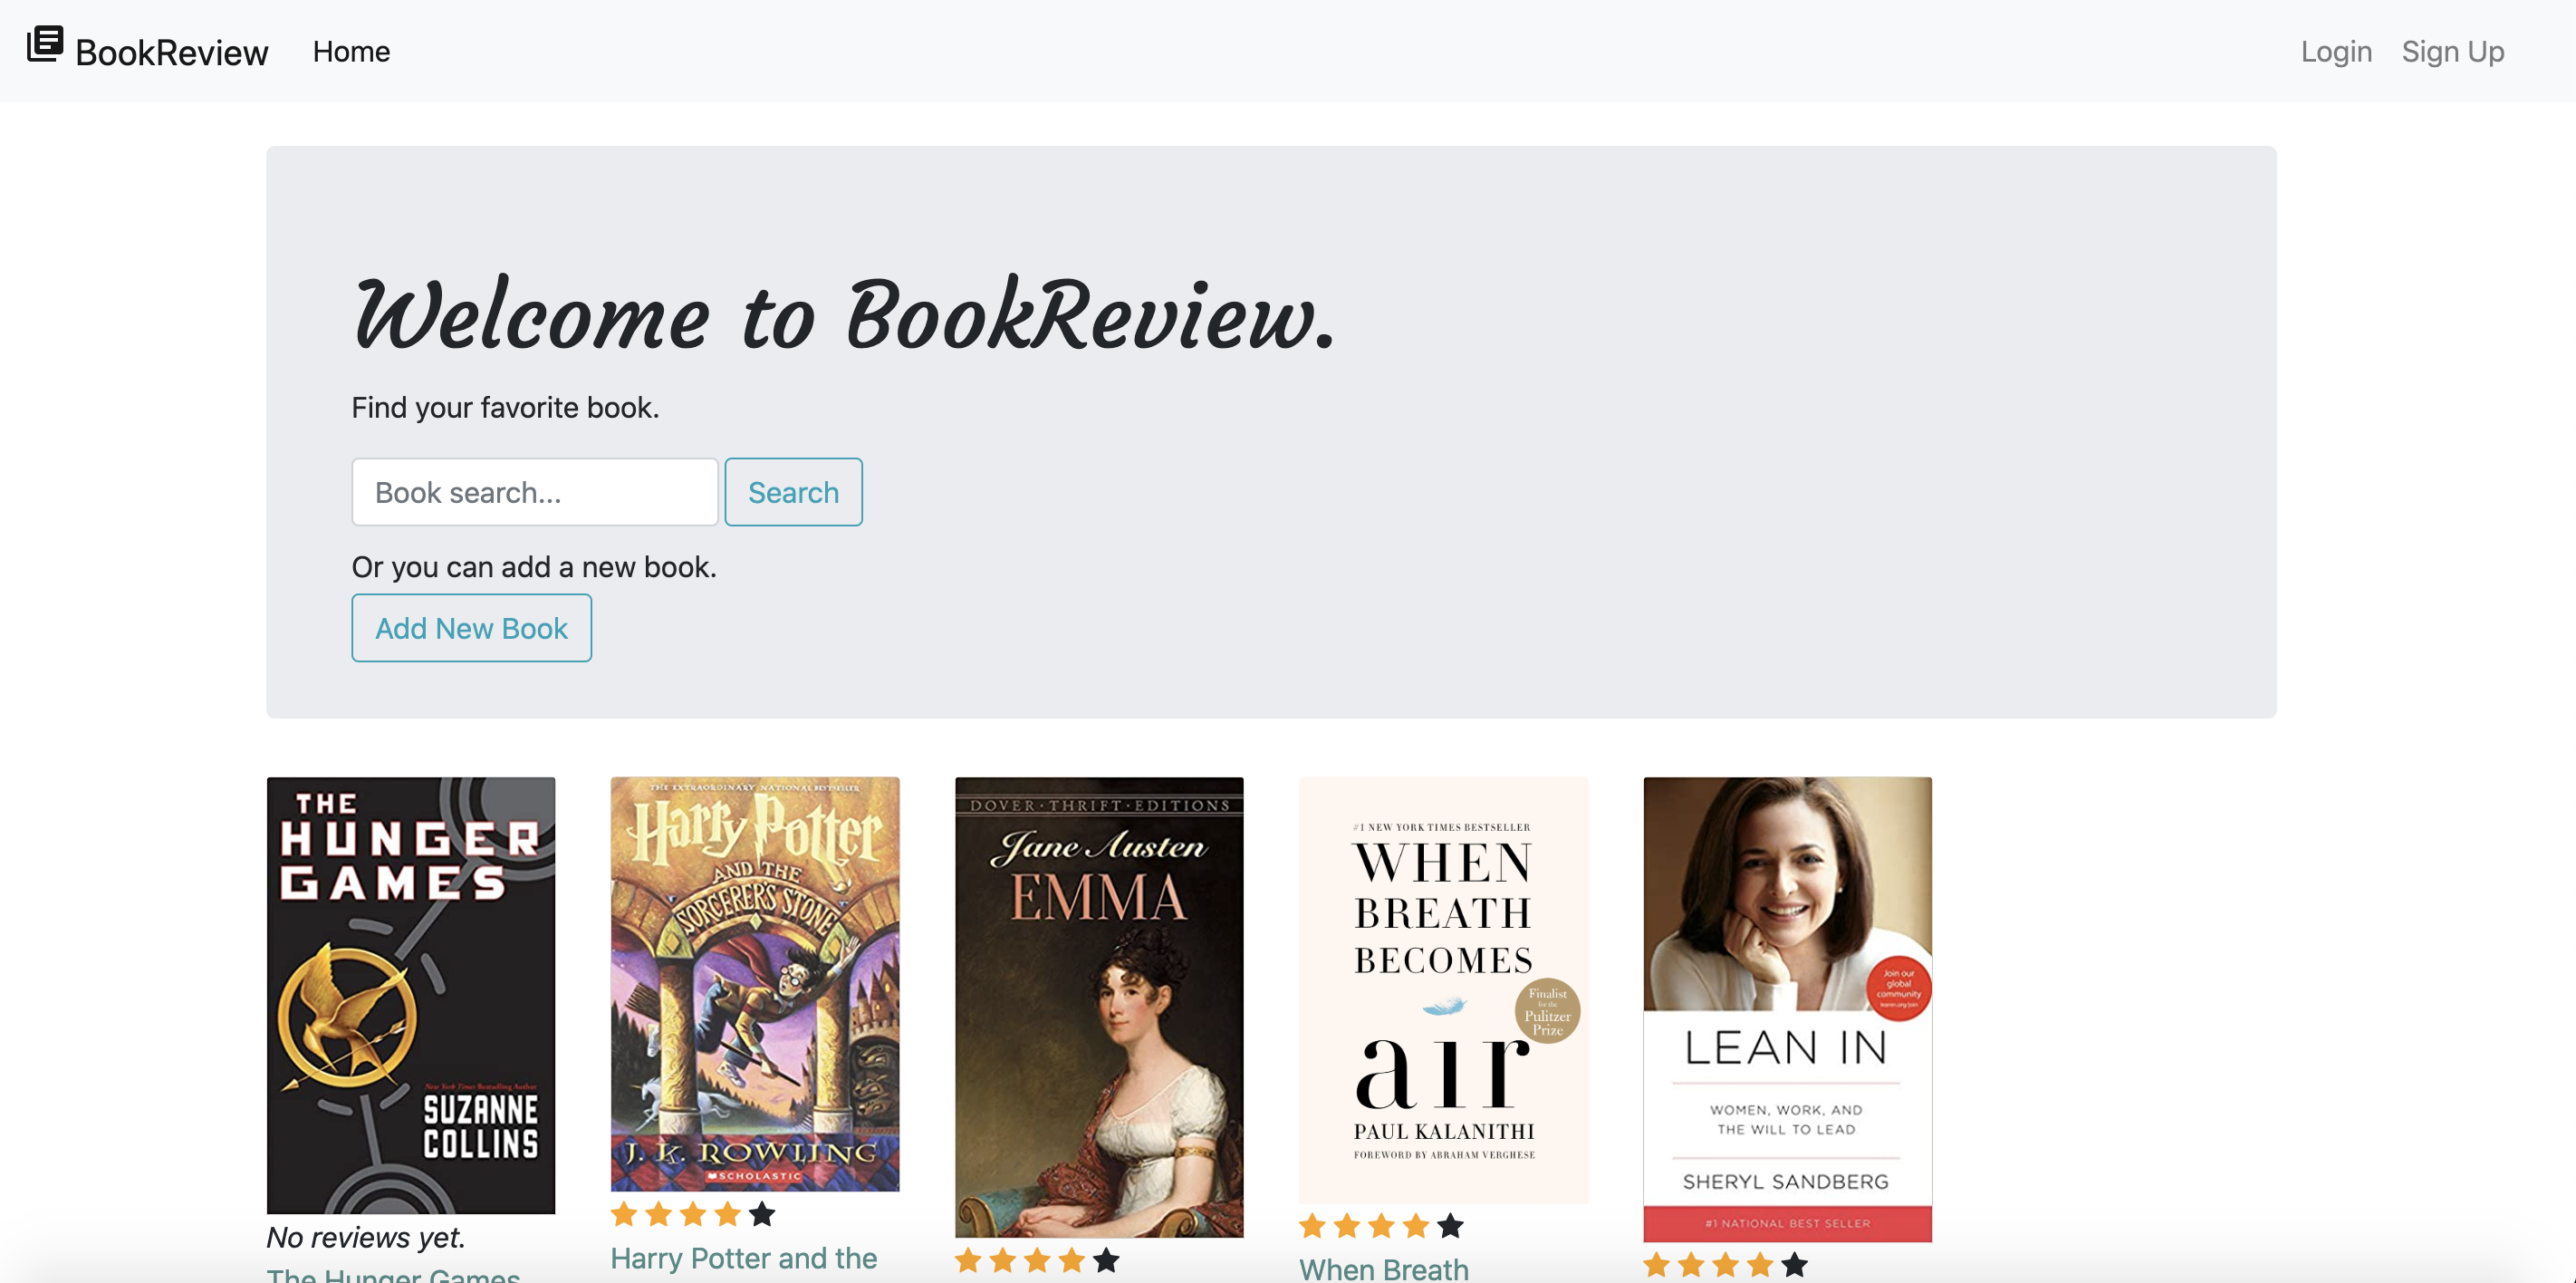 BookReview Home Login Sign Up
Welcome to BookReview.
Find your favorite book.
Book search... Search
Or you can add a new book.
Add New Book
THE
HUNGER
GAMES
New York Times Bestselling Author
SUZANNE
COLLINS
No reviews yet.
The Hunger Games
THE EXTRAORDINARY NATIONAL BESTSELLER
Harry Potter
AND THE
SORCERER'S STONE
J. K. ROWLING
SCHOLASTIC
Harry Potter and the
DOVER · THRIFT · EDITIONS
Jane Austen
EMMA
#1 NEW YORK TIMES BESTSELLER
WHEN
BREATH
BECOMES
air
Finalist
for the
Pulitzer
Prize
PAUL KALANITHI
FOREWORD BY ABRAHAM VERGHESE
When Breath
Join our
global
community
leanin.org/join
LEAN IN
WOMEN, WORK, AND
THE WILL TO LEAD
SHERYL SANDBERG
#1 NATIONAL BEST SELLER